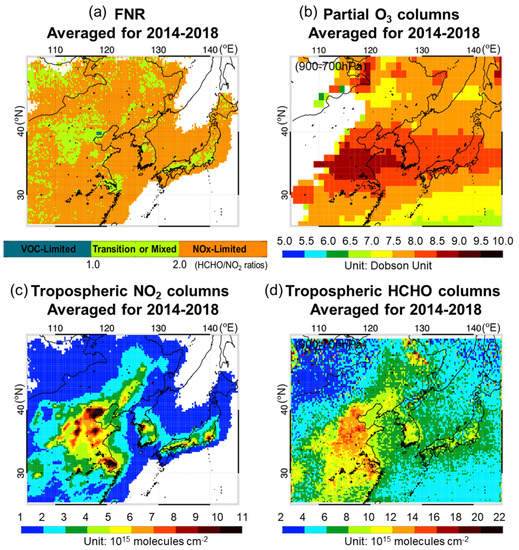 (a) FNR
Averaged for 2014-2018
110 120 130 140 (°E)
40 (°N)
30
VOC-Limited Transition or Mixed NOx-Limited
1.0 2.0 (HCHO/NO2 ratios)
(b) Partial O3 columns
Averaged for 2014-2018
110 120 130 140 (°E)
(900-700hPa)
40 (°N)
30
5.0 5.5 6.0 6.5 7.0 7.5 8.0 8.5 9.0 9.5 10.0
Unit: Dobson Unit
(c) Tropospheric NO2 columns
Averaged for 2014-2018
110 120 130 140 (°E)
40 (°N)
30
1 2 3 4 5 6 7 8 9 10 11
Unit: 1015 molecules cm-2
(d) Tropospheric HCHO columns
Averaged for 2014-2018
110 120 130 140 (°E)
40 (°N)
30
2 4 6 8 10 12 14 16 18 20 22
Unit: 1015 molecules cm-2